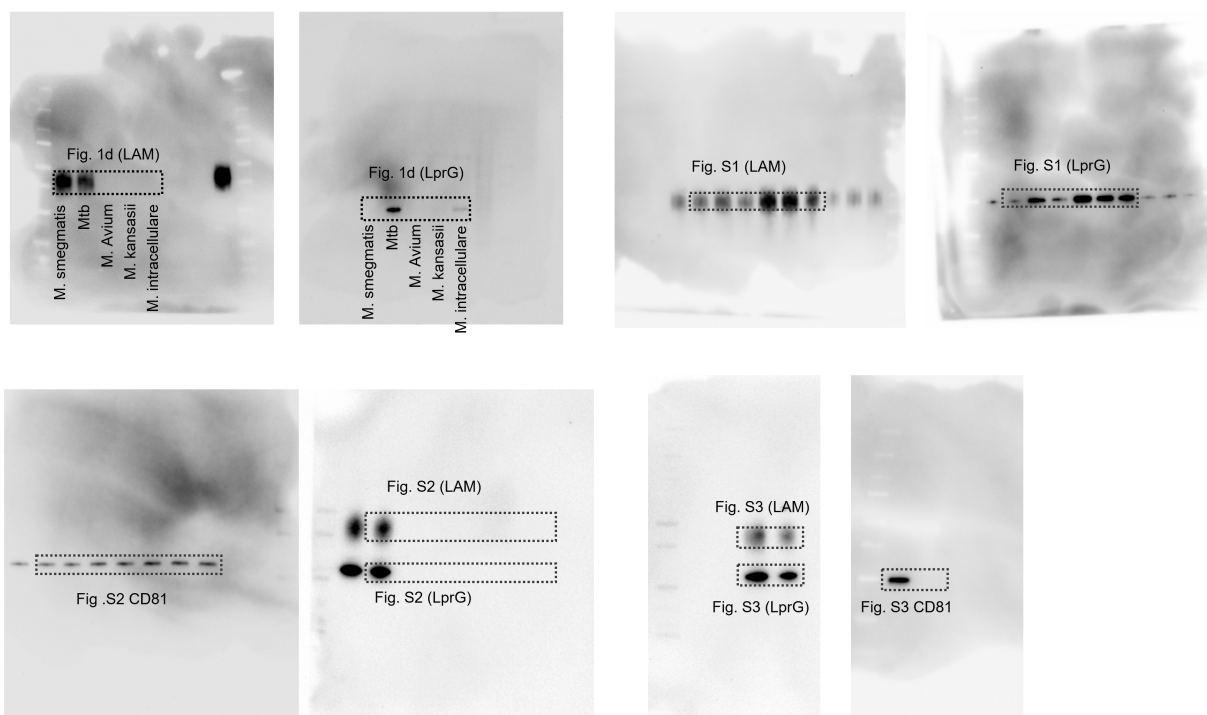 Fig. 1d (LAM)
M. smegmatis
Mtb
M. Avium
M. kansasii
M. intracellulare
Fig. 1d (LprG)
M. smegmatis
Mtb
M. Avium
M. kansasii
M. intracellulare
Fig. S1 (LAM)
Fig. S1 (LprG)
Fig .S2 CD81
Fig. S2 (LAM)
Fig. S2 (LprG)
Fig. S3 (LAM)
Fig. S3 (LprG)
Fig. S3 CD81